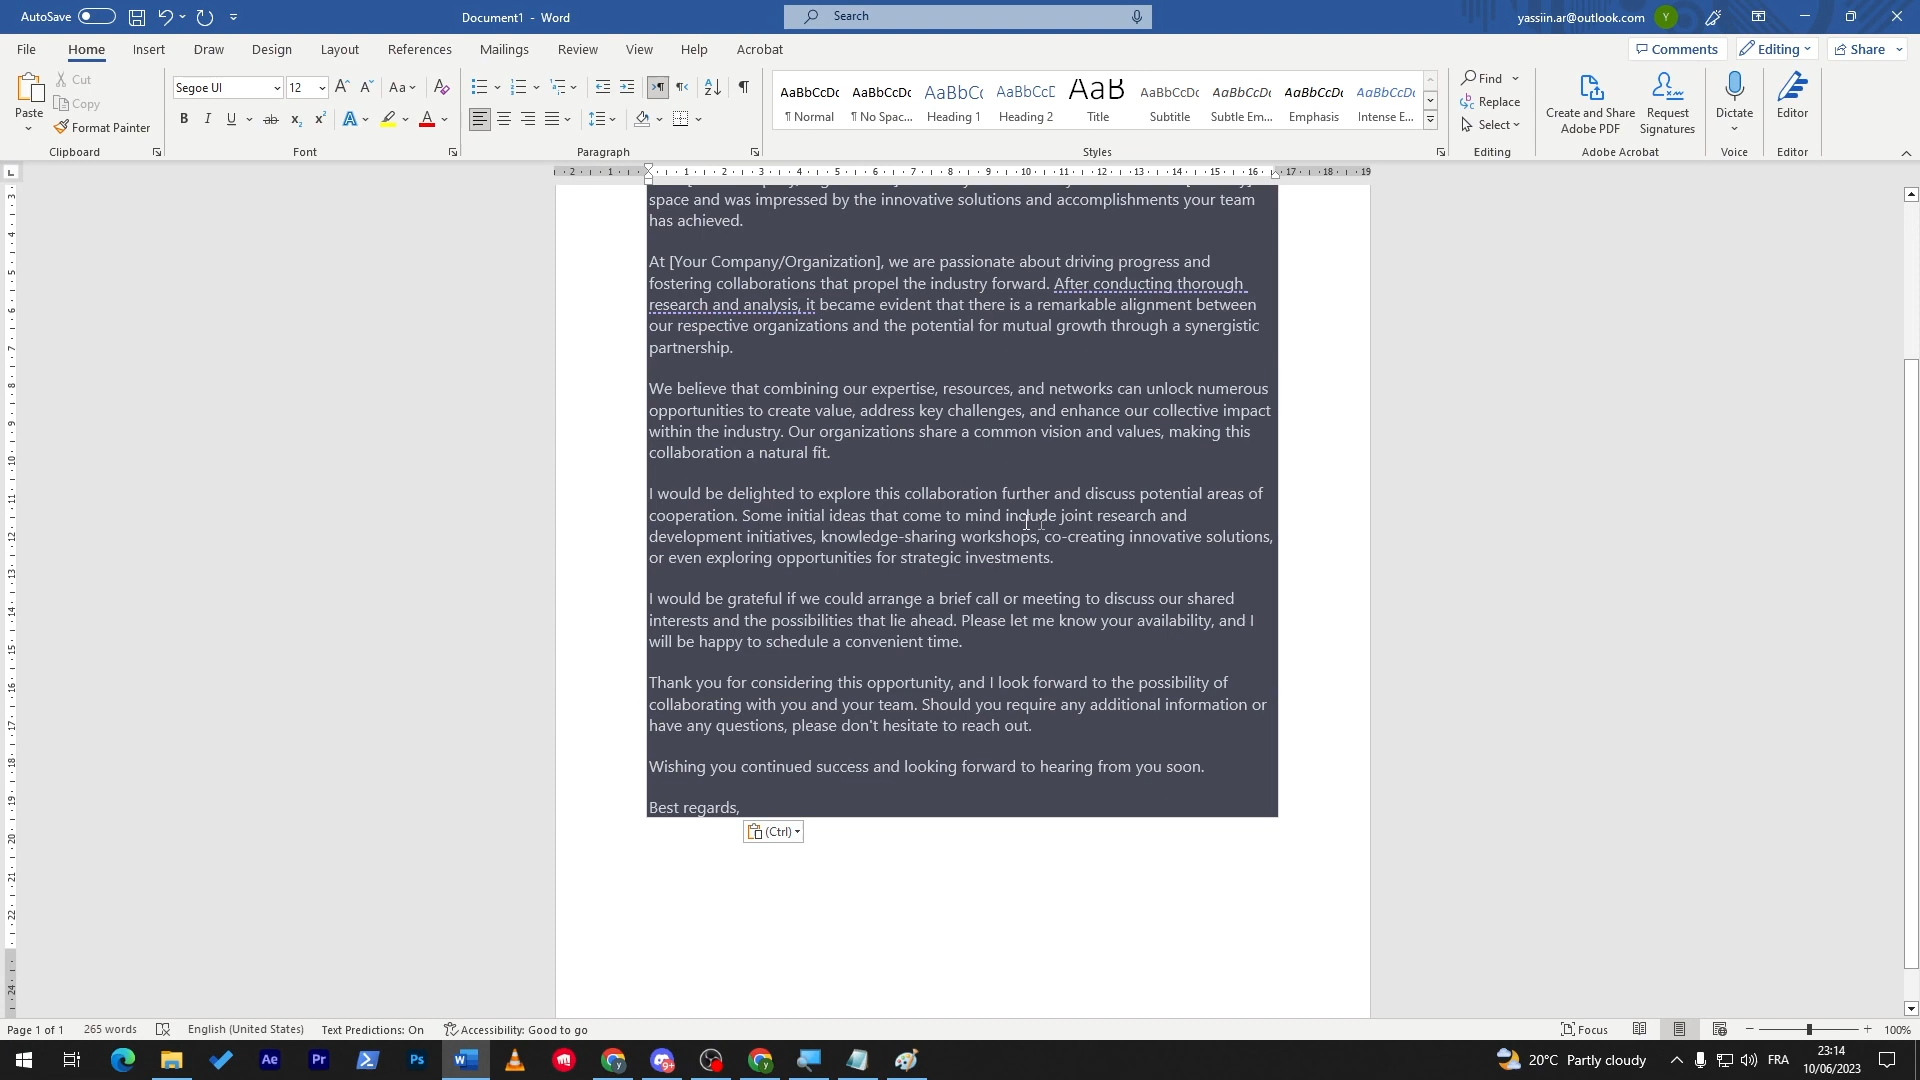 AutoSave
Document1 - Word
Search
yassiin.ar@outlook.com
Y
File Home Insert Draw Design Layout References Mailings Review View Help Acrobat
Comments Editing Share
Paste
Cut
Copy
Format Painter
Clipboard
Segoe UI 12
Font
Paragraph
AaBbCcDc AaBbCcDc AaBbCc AaBbCcD AaB AaBbCcDc AaBbCcDc AaBbCcDc AaBbCcDc
¶ Normal ¶ No Spac... Heading 1 Heading 2 Title Subtitle Subtle Em... Emphasis Intense E...
Styles
Find
Replace
Select
Editing
Create and Share Adobe PDF
Request Signatures
Adobe Acrobat
Dictate
Voice
Editor
Editor
space and was impressed by the innovative solutions and accomplishments your team
has achieved.
At [Your Company/Organization], we are passionate about driving progress and
fostering collaborations that propel the industry forward. After conducting thorough
research and analysis, it became evident that there is a remarkable alignment between
our respective organizations and the potential for mutual growth through a synergistic
partnership.
We believe that combining our expertise, resources, and networks can unlock numerous
opportunities to create value, address key challenges, and enhance our collective impact
within the industry. Our organizations share a common vision and values, making this
collaboration a natural fit.
I would be delighted to explore this collaboration further and discuss potential areas of
cooperation. Some initial ideas that come to mind include joint research and
development initiatives, knowledge-sharing workshops, co-creating innovative solutions,
or even exploring opportunities for strategic investments.
I would be grateful if we could arrange a brief call or meeting to discuss our shared
interests and the possibilities that lie ahead. Please let me know your availability, and I
will be happy to schedule a convenient time.
Thank you for considering this opportunity, and I look forward to the possibility of
collaborating with you and your team. Should you require any additional information or
have any questions, please don't hesitate to reach out.
Wishing you continued success and looking forward to hearing from you soon.
Best regards,
(Ctrl)
Page 1 of 1 265 words English (United States) Text Predictions: On Accessibility: Good to go
Focus
100%
20°C Partly cloudy
FRA
23:14
10/06/2023